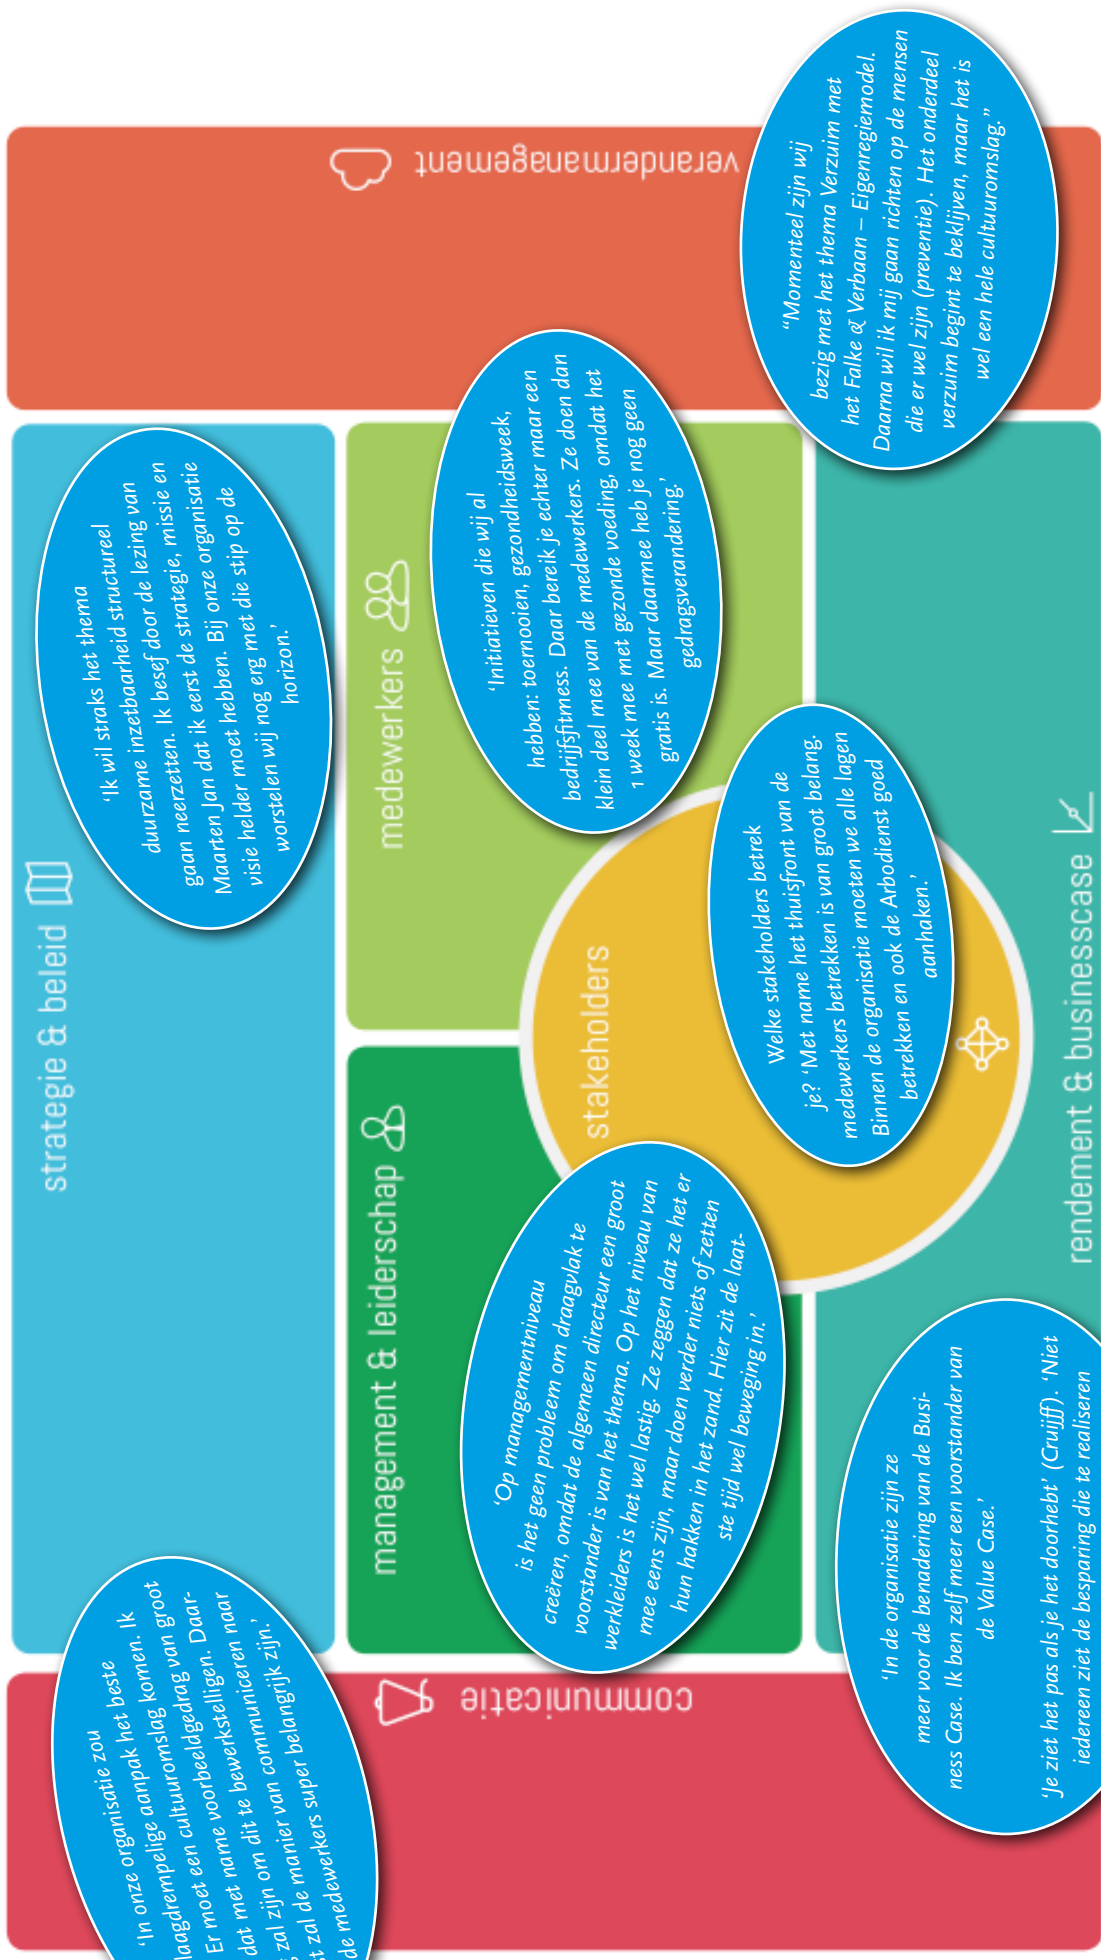 strategie & beleid
'Ik wil straks het thema
duurzame inzetbaarheid structureel
gaan neerzetten. Ik besef door de lezing van
Maarten Jan dat ik eerst de strategie, missie en
visie helder moet hebben. Bij onze organisatie
worstelen wij nog erg met die stip op de
horizon.'
'In onze organisatie zou
laagdrempelige aanpak het beste
Er moet een cultuuromslag komen. Ik
dat met name voorbeeldgedrag van groot
zal zijn om dit te bewerkstelligen. Daar-
zal de manier van communiceren naar
de medewerkers super belangrijk zijn.'
communicatie
management & leiderschap
'Op managementniveau
is het geen probleem om draagvlak te
creëren, omdat de algemeen directeur een groot
voorstander is van het thema. Op het niveau van
werkleiders is het wel lastig. Ze zeggen dat ze het er
mee eens zijn, maar doen verder niets of zetten
hun hakken in het zand. Hier zit de laat-
ste tijd wel beweging in.'
medewerkers
'Initiatieven die wij al
hebben: toernooien, gezondheidsweek,
bedrijfsfitness. Daar bereik je echter maar een
klein deel mee van de medewerkers. Ze doen dan
1 week mee met gezonde voeding, omdat het
gratis is. Maar daarmee heb je nog geen
gedragsverandering.'
verandermanagement
"Momenteel zijn wij
bezig met het thema Verzuim met
het Falke & Verbaan – Eigenregiemodel.
Daarna wil ik mij gaan richten op de mensen
die er wel zijn (preventie). Het onderdeel
verzuim begint te beklijven, maar het is
wel een hele cultuuromslag."
stakeholders
Welke stakeholders betrek
je? 'Met name het thuisfront van de
medewerkers betrekken is van groot belang.
Binnen de organisatie moeten we alle lagen
betrekken en ook de Arbodienst goed
aanhaken.'
rendement & businesscase
'In de organisatie zijn ze
meer voor de benadering van de Busi-
ness Case. Ik ben zelf meer een voorstander van
de Value Case.'
'Je ziet het pas als je het doorhebt' (Cruijff). 'Niet
iedereen ziet de besparing die te realiseren